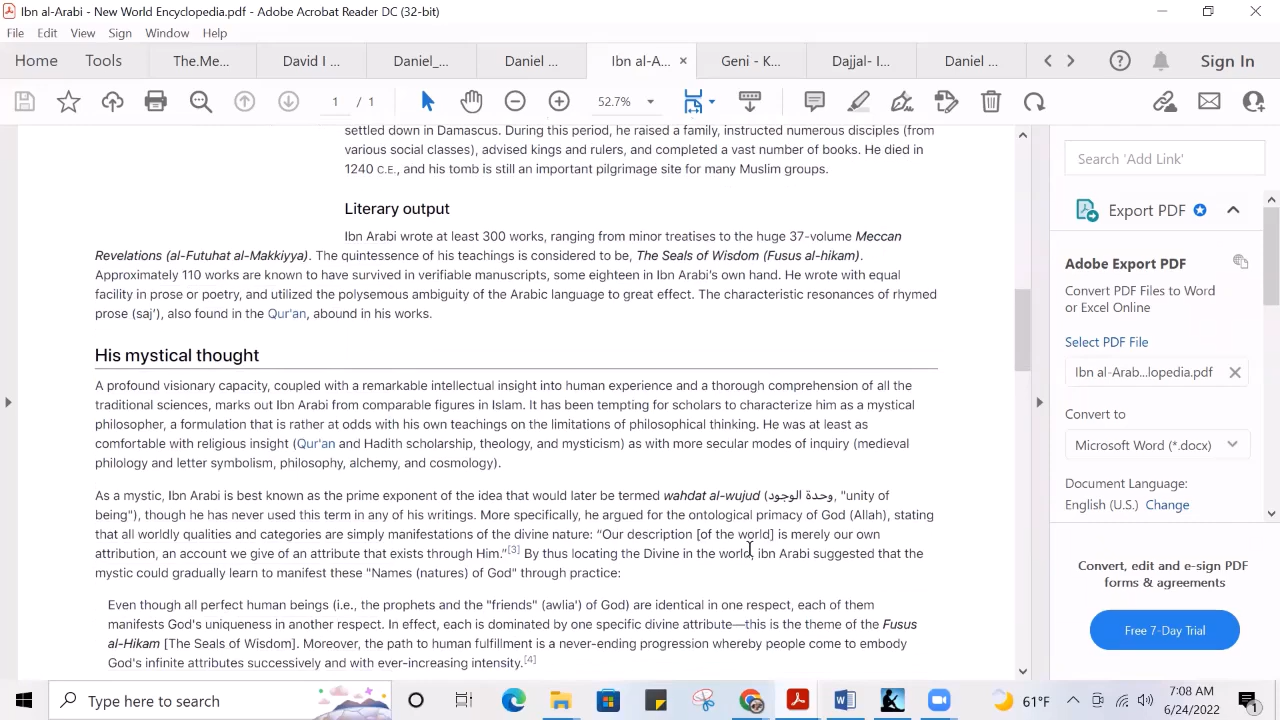 Ibn al-Arabi - New World Encyclopedia.pdf - Adobe Acrobat Reader DC (32-bit)
File Edit View Sign Window Help
Home Tools The.Me... David I ... Daniel_... Daniel ... Ibn al-A... Geni - K... Dajjal- I... Daniel ... Sign In
1 / 1 52.7%
settled down in Damascus. During this period, he raised a family, instructed numerous disciples (from
various social classes), advised kings and rulers, and completed a vast number of books. He died in
1240 C.E., and his tomb is still an important pilgrimage site for many Muslim groups.
Literary output
Ibn Arabi wrote at least 300 works, ranging from minor treatises to the huge 37-volume Meccan
Revelations (al-Futuhat al-Makkiyya). The quintessence of his teachings is considered to be, The Seals of Wisdom (Fusus al-hikam).
Approximately 110 works are known to have survived in verifiable manuscripts, some eighteen in Ibn Arabi's own hand. He wrote with equal
facility in prose or poetry, and utilized the polysemous ambiguity of the Arabic language to great effect. The characteristic resonances of rhymed
prose (saj'), also found in the Qur'an, abound in his works.
His mystical thought
A profound visionary capacity, coupled with a remarkable intellectual insight into human experience and a thorough comprehension of all the
traditional sciences, marks out Ibn Arabi from comparable figures in Islam. It has been tempting for scholars to characterize him as a mystical
philosopher, a formulation that is rather at odds with his own teachings on the limitations of philosophical thinking. He was at least as
comfortable with religious insight (Qur'an and Hadith scholarship, theology, and mysticism) as with more secular modes of inquiry (medieval
philology and letter symbolism, philosophy, alchemy, and cosmology).
As a mystic, Ibn Arabi is best known as the prime exponent of the idea that would later be termed wahdat al-wujud (وحدة الوجود, "unity of
being"), though he has never used this term in any of his writings. More specifically, he argued for the ontological primacy of God (Allah), stating
that all worldly qualities and categories are simply manifestations of the divine nature: “Our description [of the world] is merely our own
attribution, an account we give of an attribute that exists through Him.”[3] By thus locating the Divine in the world, ibn Arabi suggested that the
mystic could gradually learn to manifest these "Names (natures) of God" through practice:
Even though all perfect human beings (i.e., the prophets and the "friends" (awlia') of God) are identical in one respect, each of them
manifests God's uniqueness in another respect. In effect, each is dominated by one specific divine attribute—this is the theme of the Fusus
al-Hikam [The Seals of Wisdom]. Moreover, the path to human fulfillment is a never-ending progression whereby people come to embody
God's infinite attributes successively and with ever-increasing intensity.[4]
Search 'Add Link'
Export PDF
Adobe Export PDF
Convert PDF Files to Word
or Excel Online
Select PDF File
Ibn al-Arab...lopedia.pdf
Convert to
Microsoft Word (*.docx)
Document Language:
English (U.S.) Change
Convert, edit and e-sign PDF
forms & agreements
Free 7-Day Trial
Type here to search
61°F
7:08 AM
6/24/2022
1